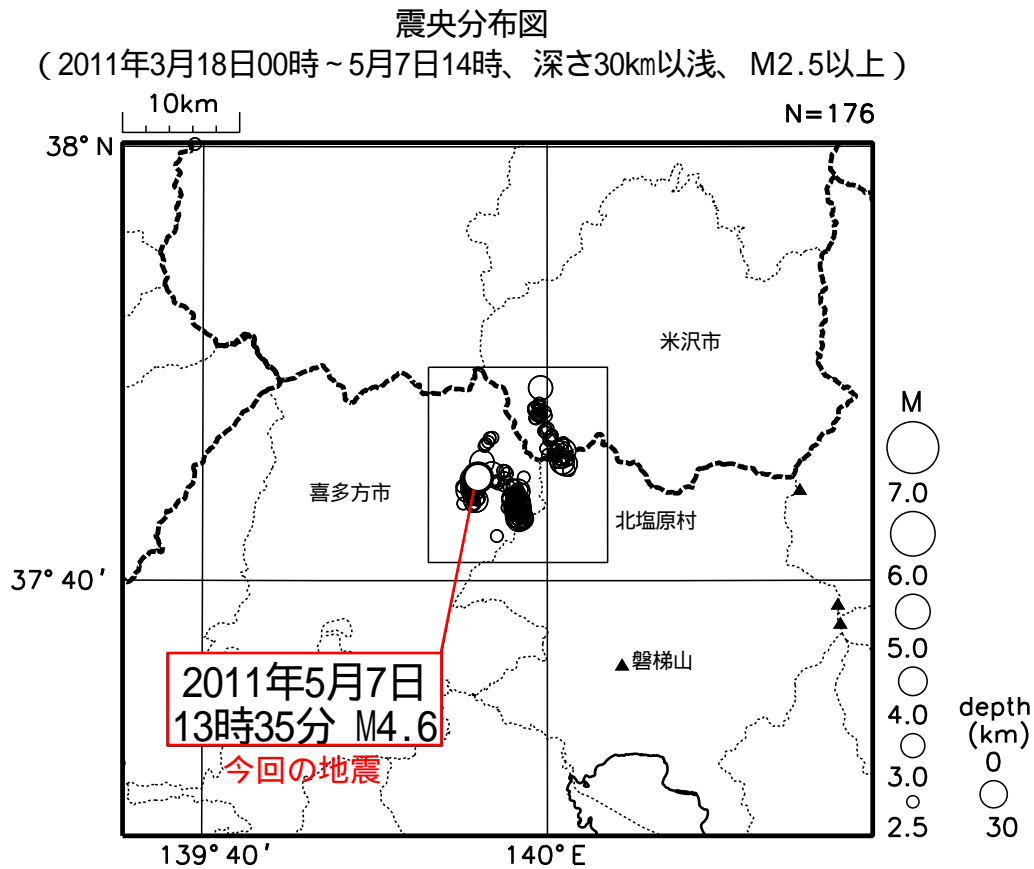 震央分布図
（2011年3月18日00時～5月7日14時、深さ30km以浅、M2.5以上）
10km
N=176
38°N
米沢市
M
喜多方市
7.0
北塩原村
6.0
37°40′
5.0
2011年5月7日
13時35分 M4.6
磐梯山
4.0
depth
(km)
今回の地震
0
3.0
2.5
30
139°40′
140°E